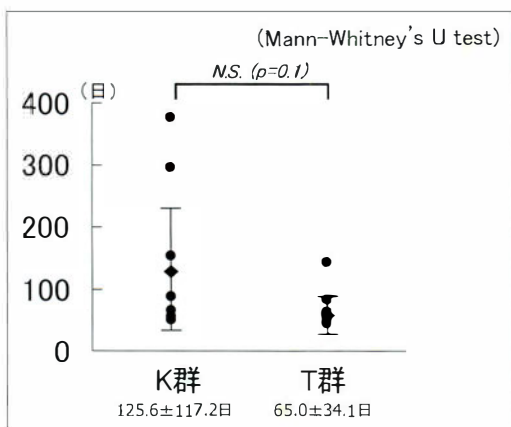 (Mann-Whitney's U test)
N.S. (p=0.1)
(日)
400
300
200
100
0
K群 T群
125.6±117.2日 65.0±34.1日